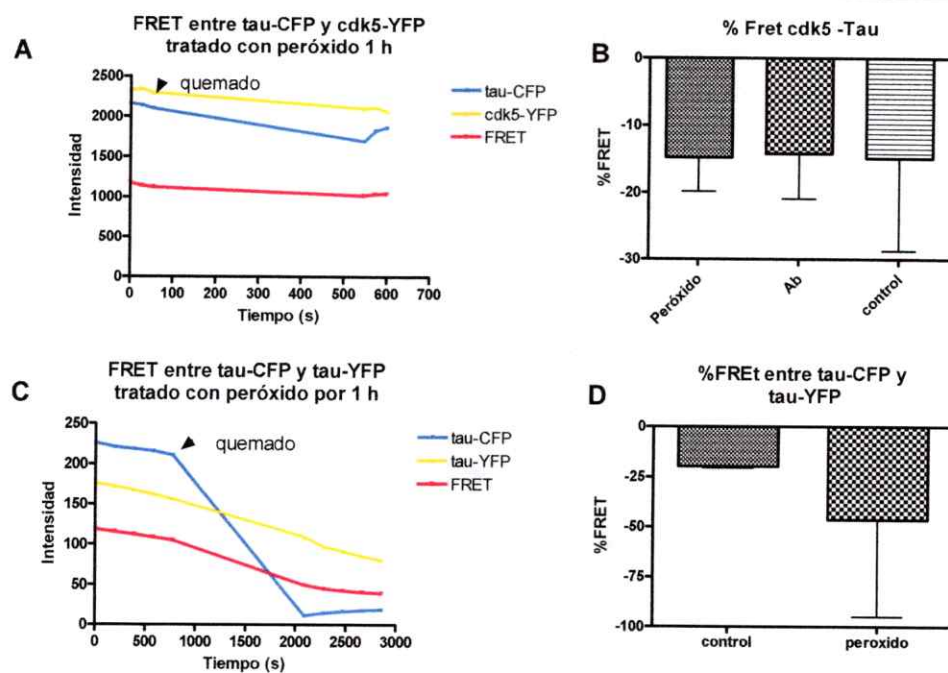 A
FRET entre tau-CFP y cdk5-YFP
tratado con peróxido 1 h
quemado
Intensidad
2500
2000
1500
1000
500
0
0 100 200 300 400 500 600 700
Tiempo (s)
tau-CFP
cdk5-YFP
FRET
B
% Fret cdk5 -Tau
%FRET
0
-10
-20
-30
Peróxido
Ab
control
C
FRET entre tau-CFP y tau-YFP
tratado con peróxido por 1 h
quemado
Intensidad
250
200
150
100
50
0
0 500 1000 1500 2000 2500 3000
Tiempo (s)
tau-CFP
tau-YFP
FRET
D
%FREt entre tau-CFP y
tau-YFP
%FRET
0
-25
-50
-75
-100
control
peroxido